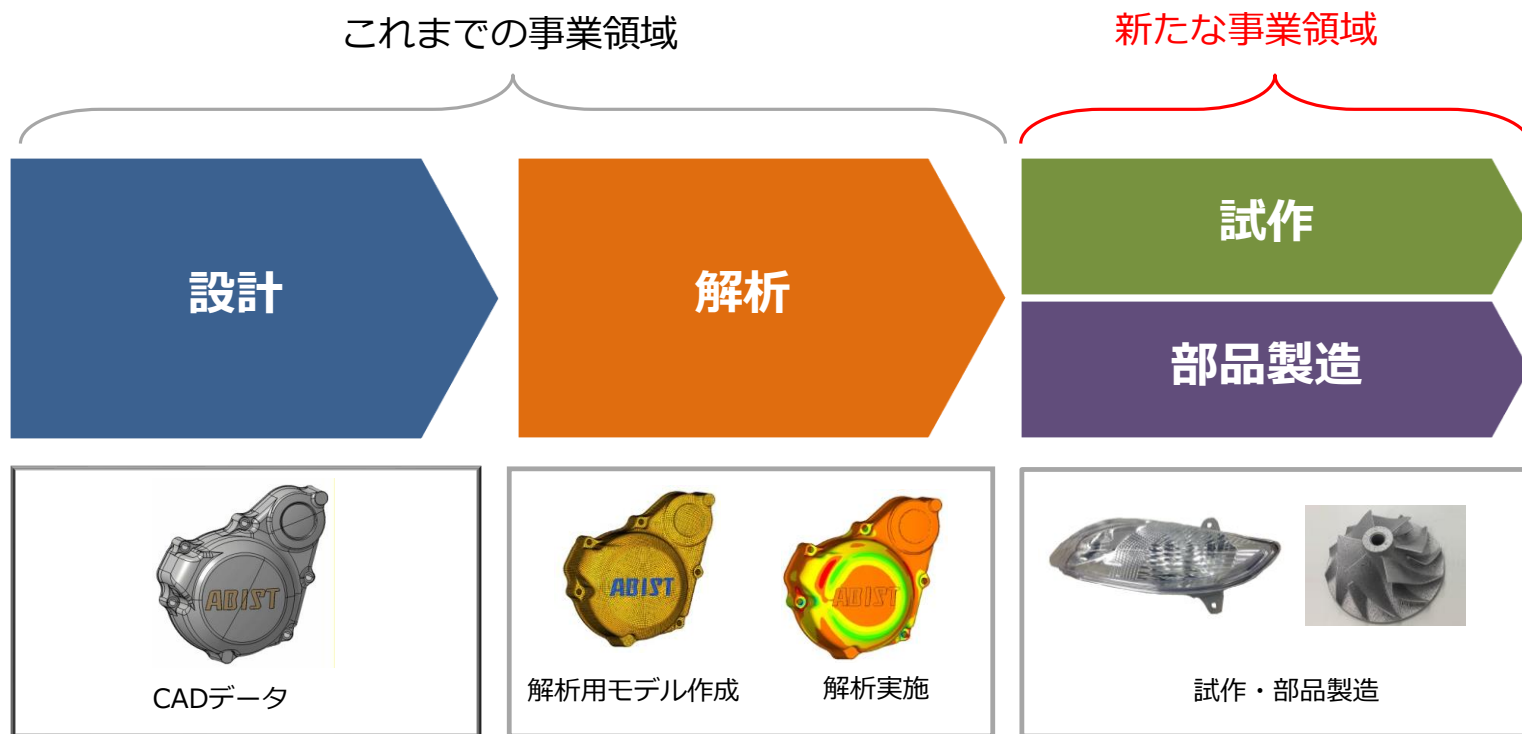 これまでの事業領域
新たな事業領域
設計
解析
試作
部品製造
ABIST
ABIST
ABIST
CADデータ
解析用モデル作成
解析実施
試作・部品製造